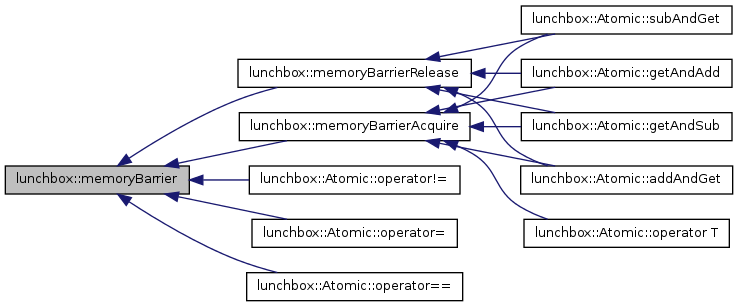 lunchbox::Atomic::subAndGet
lunchbox::memoryBarrierRelease
lunchbox::Atomic::getAndAdd
lunchbox::memoryBarrierAcquire
lunchbox::Atomic::getAndSub
lunchbox::memoryBarrier
lunchbox::Atomic::operator!=
lunchbox::Atomic::addAndGet
lunchbox::Atomic::operator=
lunchbox::Atomic::operator T
lunchbox::Atomic::operator==